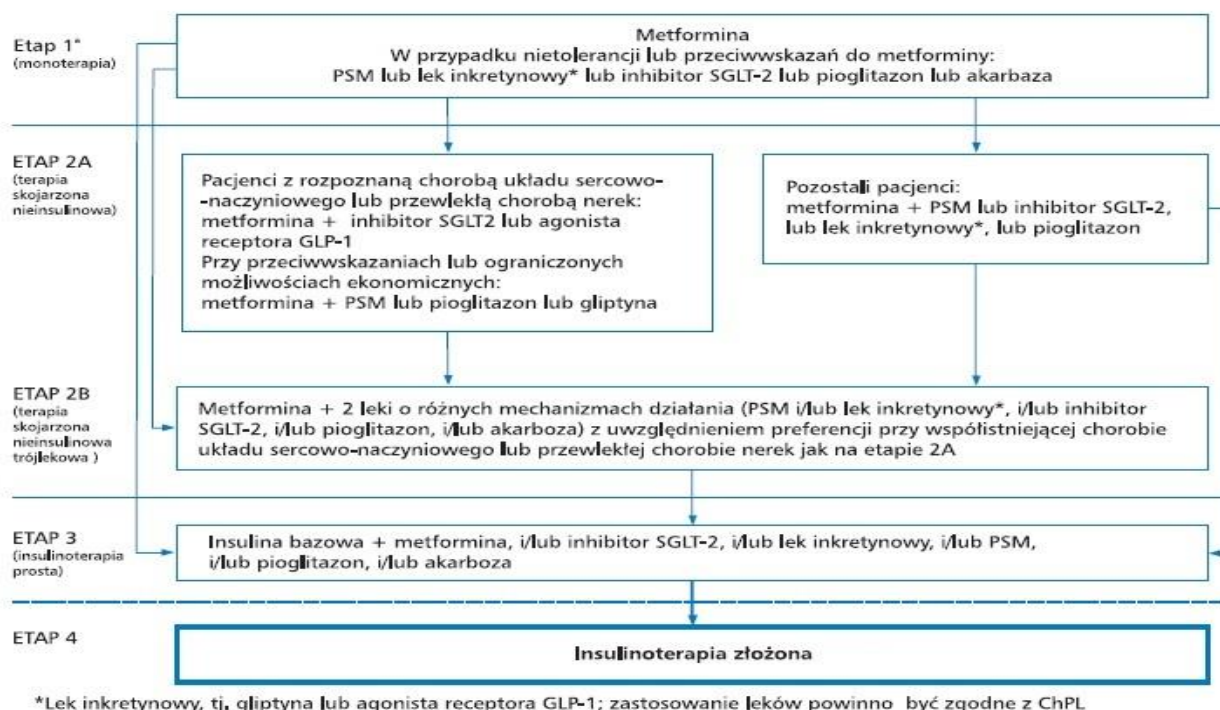 Etap 1*
(monoterapia)
Metformina
W przypadku nietolerancji lub przeciwwskazań do metforminy:
PSM lub lek inkretynowy* lub inhibitor SGLT-2 lub pioglitazon lub akarbaza
ETAP 2A
(terapia
skojarzona
nieinsulinowa)
Pacjenci z rozpoznaną chorobą układu sercowo-
-naczyniowego lub przewlekłą chorobą nerek:
metformina + inhibitor SGLT2 lub agonista
receptora GLP-1
Przy przeciwwskazaniach lub ograniczonych
możliwościach ekonomicznych:
metformina + PSM lub pioglitazon lub gliptyna
Pozostali pacjenci:
metformina + PSM lub inhibitor SGLT-2,
lub lek inkretynowy*, lub pioglitazon
ETAP 2B
(terapia
skojarzona
nieinsulinowa
trójlekowa )
Metformina + 2 leki o różnych mechanizmach działania (PSM i/lub lek inkretynowy*, i/lub inhibitor
SGLT-2, i/lub pioglitazon, i/lub akarboza) z uwzględnieniem preferencji przy współistniejącej chorobie
układu sercowo-naczyniowego lub przewlekłej chorobie nerek jak na etapie 2A
ETAP 3
(insulinoterapia
prosta)
Insulina bazowa + metformina, i/lub inhibitor SGLT-2, i/lub lek inkretynowy, i/lub PSM,
i/lub pioglitazon, i/lub akarboza
ETAP 4
Insulinoterapia złożona
*Lek inkretynowy, tj. gliptyna lub agonista receptora GLP-1; zastosowanie leków powinno być zgodne z ChPL